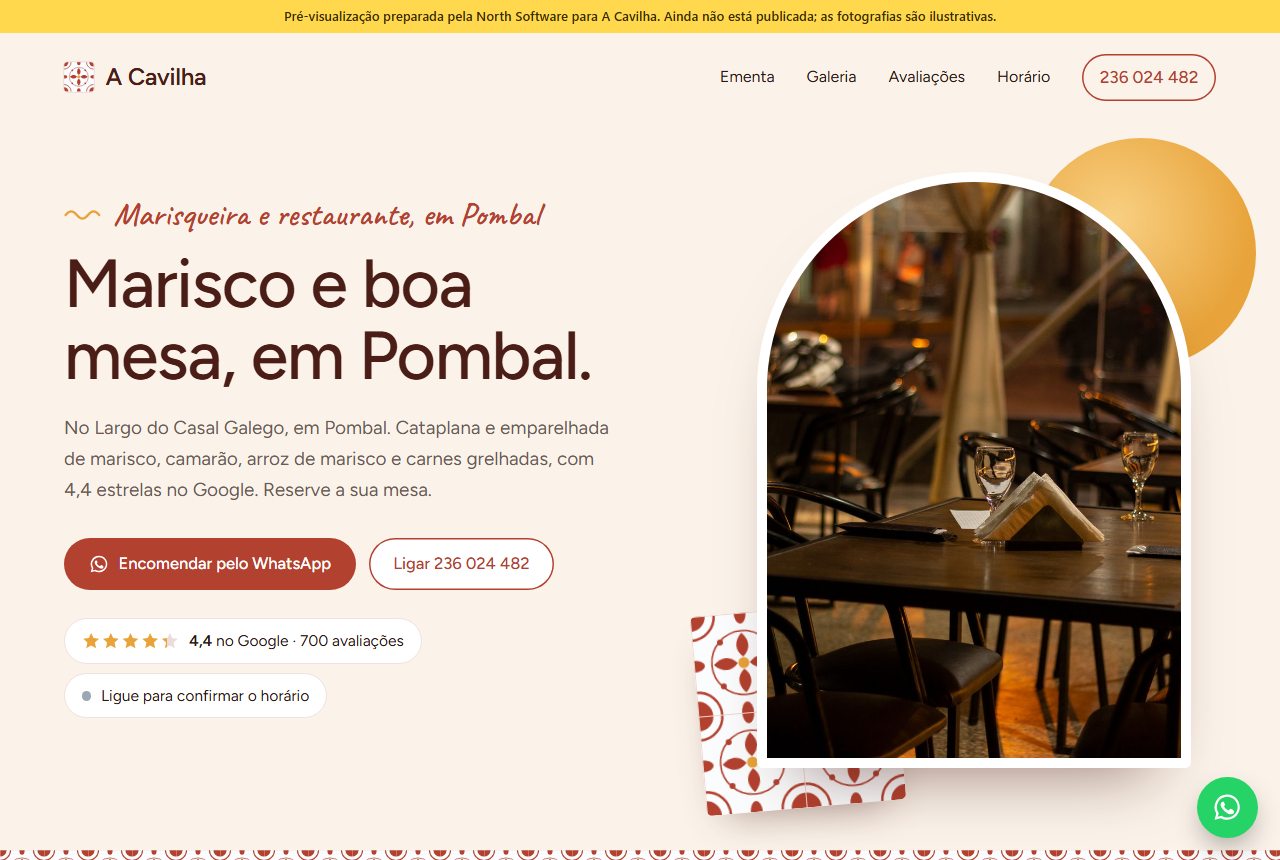 Pré-visualização preparada pela North Software para A Cavilha. Ainda não está publicada; as fotografias são ilustrativas.
A Cavilha
Ementa
Galeria
Avaliações
Horário
236 024 482
Marisqueira e restaurante, em Pombal
Marisco e boa
mesa, em Pombal.
No Largo do Casal Galego, em Pombal. Cataplana e emparelhada
de marisco, camarão, arroz de marisco e carnes grelhadas, com
4,4 estrelas no Google. Reserve a sua mesa.
Encomendar pelo WhatsApp
Ligar 236 024 482
4,4 no Google · 700 avaliações
Ligue para confirmar o horário